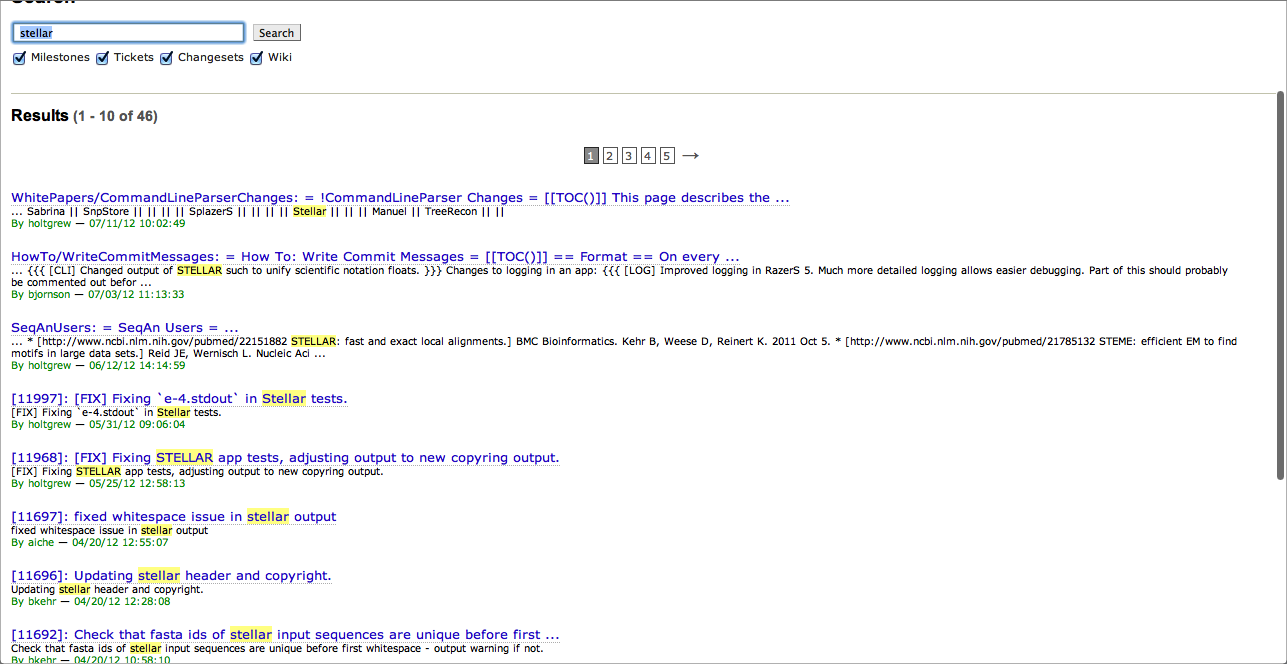 Search
stellar Search
Milestones Tickets Changesets Wiki
Results (1 - 10 of 46)
1 2 3 4 5 →
WhitePapers/CommandLineParserChanges: = !CommandLineParser Changes = [[TOC()]] This page describes the ...
... Sabrina || SnpStore || || || || SplazerS || || || || Stellar || || || Manuel || TreeRecon || ||
By holtgrew — 07/11/12 10:02:49
HowTo/WriteCommitMessages: = How To: Write Commit Messages = [[TOC()]] == Format == On every ...
... {{{ [CLI] Changed output of STELLAR such to unify scientific notation floats. }}} Changes to logging in an app: {{{ [LOG] Improved logging in RazerS 5. Much more detailed logging allows easier debugging. Part of this should probably
be commented out befor ...
By bjornson — 07/03/12 11:13:33
SeqAnUsers: = SeqAn Users = ...
... * [http://www.ncbi.nlm.nih.gov/pubmed/22151882 STELLAR: fast and exact local alignments.] BMC Bioinformatics. Kehr B, Weese D, Reinert K. 2011 Oct 5. * [http://www.ncbi.nlm.nih.gov/pubmed/21785132 STEME: efficient EM to find
motifs in large data sets.] Reid JE, Wernisch L. Nucleic Aci ...
By holtgrew — 06/12/12 14:14:59
[11997]: [FIX] Fixing `e-4.stdout` in Stellar tests.
[FIX] Fixing `e-4.stdout` in Stellar tests.
By holtgrew — 05/31/12 09:06:04
[11968]: [FIX] Fixing STELLAR app tests, adjusting output to new copyring output.
[FIX] Fixing STELLAR app tests, adjusting output to new copyring output.
By holtgrew — 05/25/12 12:58:13
[11697]: fixed whitespace issue in stellar output
fixed whitespace issue in stellar output
By aiche — 04/20/12 12:55:07
[11696]: Updating stellar header and copyright.
Updating stellar header and copyright.
By bkehr — 04/20/12 12:28:08
[11692]: Check that fasta ids of stellar input sequences are unique before first ...
Check that fasta ids of stellar input sequences are unique before first whitespace - output warning if not.
By bkehr — 04/20/12 10:58:10